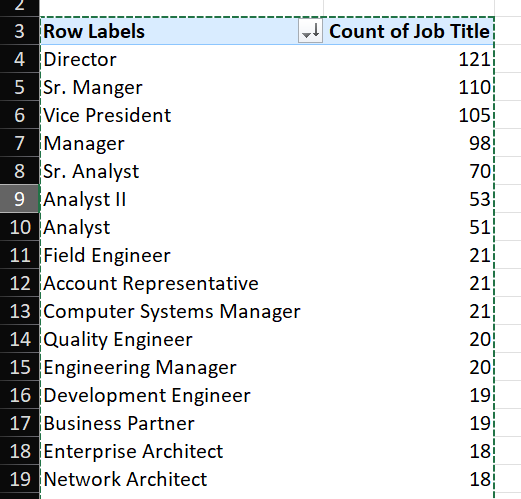 2
3 Row Labels Count of Job Title
4 Director 121
5 Sr. Manger 110
6 Vice President 105
7 Manager 98
8 Sr. Analyst 70
9 Analyst II 53
10 Analyst 51
11 Field Engineer 21
12 Account Representative 21
13 Computer Systems Manager 21
14 Quality Engineer 20
15 Engineering Manager 20
16 Development Engineer 19
17 Business Partner 19
18 Enterprise Architect 18
19 Network Architect 18